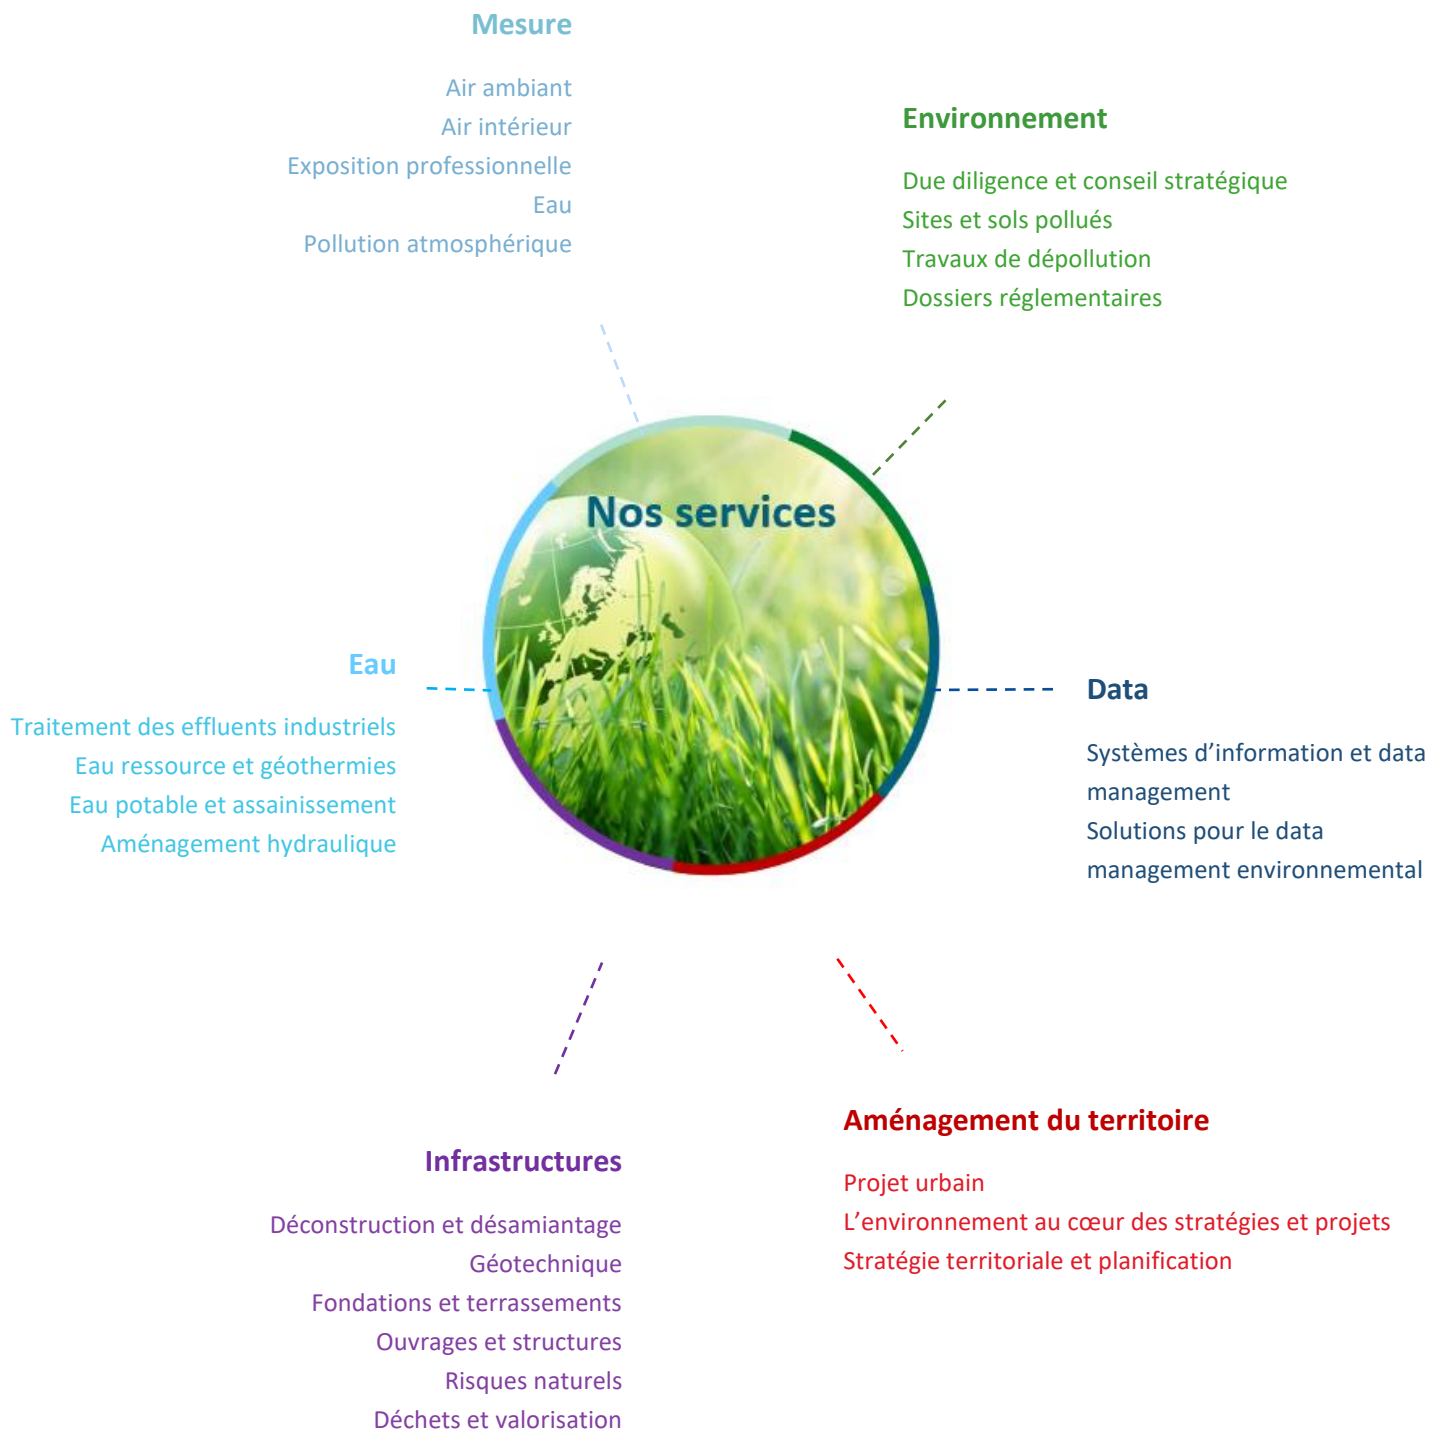 Mesure
Air ambiant
Air intérieur
Exposition professionnelle
Eau
Pollution atmosphérique
Environnement
Due diligence et conseil stratégique
Sites et sols pollués
Travaux de dépollution
Dossiers réglementaires
Nos services
Eau
Traitement des effluents industriels
Eau ressource et géothermies
Eau potable et assainissement
Aménagement hydraulique
Data
Systèmes d’information et data
management
Solutions pour le data
management environnemental
Infrastructures
Déconstruction et désamiantage
Géotechnique
Fondations et terrassements
Ouvrages et structures
Risques naturels
Déchets et valorisation
Aménagement du territoire
Projet urbain
L’environnement au cœur des stratégies et projets
Stratégie territoriale et planification